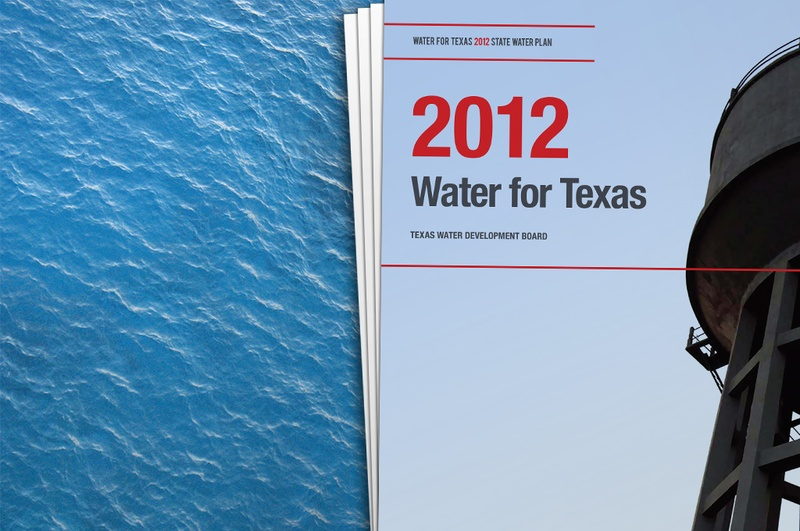 WATER FOR TEXAS 2012 STATE WATER PLAN
2012
Water for Texas
TEXAS WATER DEVELOPMENT BOARD